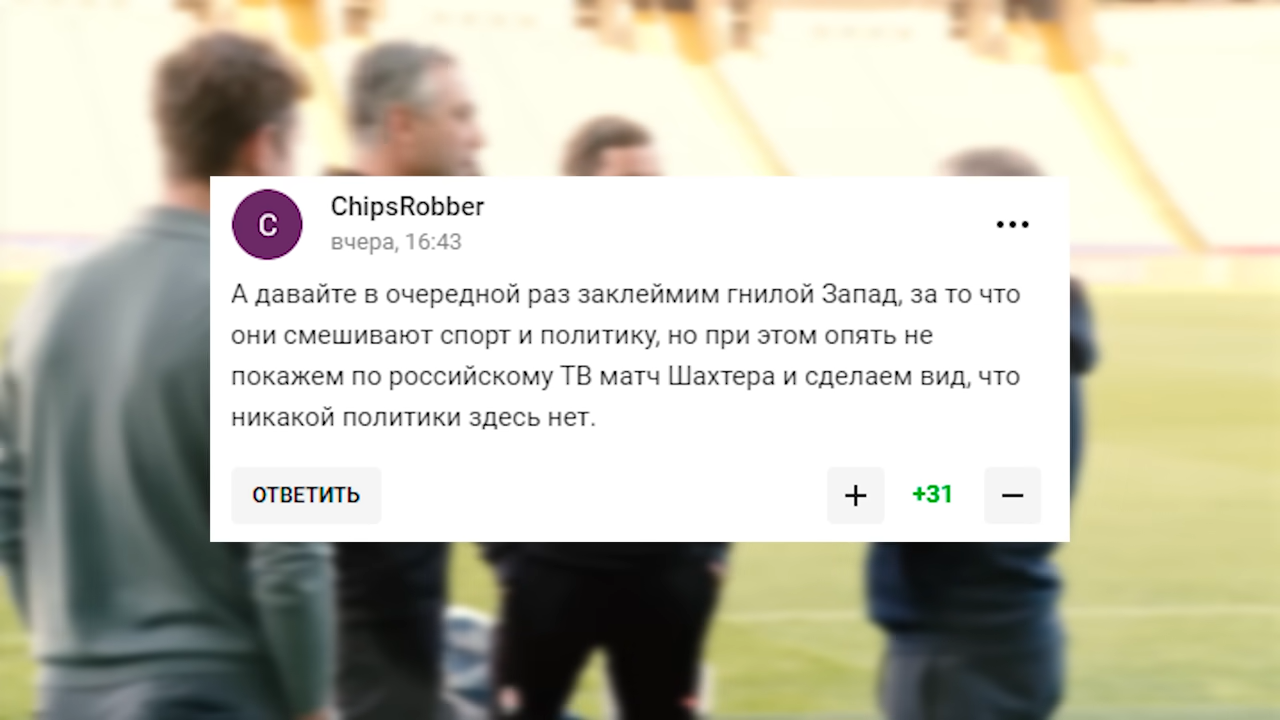 C
ChipsRobber
вчера, 16:43
А давайте в очередной раз заклеймим гнилой Запад, за то что
они смешивают спорт и политику, но при этом опять не
покажем по российскому ТВ матч Шахтера и сделаем вид, что
никакой политики здесь нет.
ОТВЕТИТЬ
+31